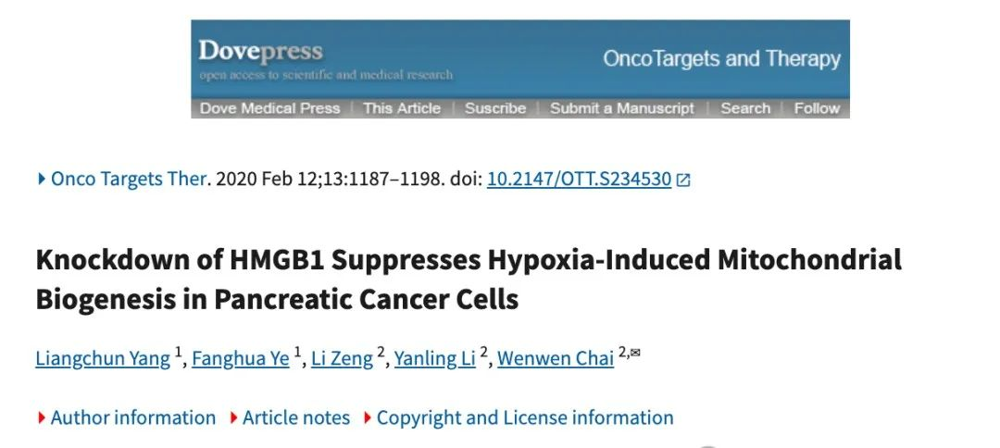 Dovepress
open access to scientific and medical research
OncoTargets and Therapy
Dove Medical Press | This Article | Suscribe | Submit a Manuscript | Search | Follow
Onco Targets Ther. 2020 Feb 12;13:1187–1198. doi: 10.2147/OTT.S234530
Knockdown of HMGB1 Suppresses Hypoxia-Induced Mitochondrial
Biogenesis in Pancreatic Cancer Cells
Liangchun Yang 1, Fanghua Ye 1, Li Zeng 2, Yanling Li 2, Wenwen Chai 2,✉
Author information Article notes Copyright and License information